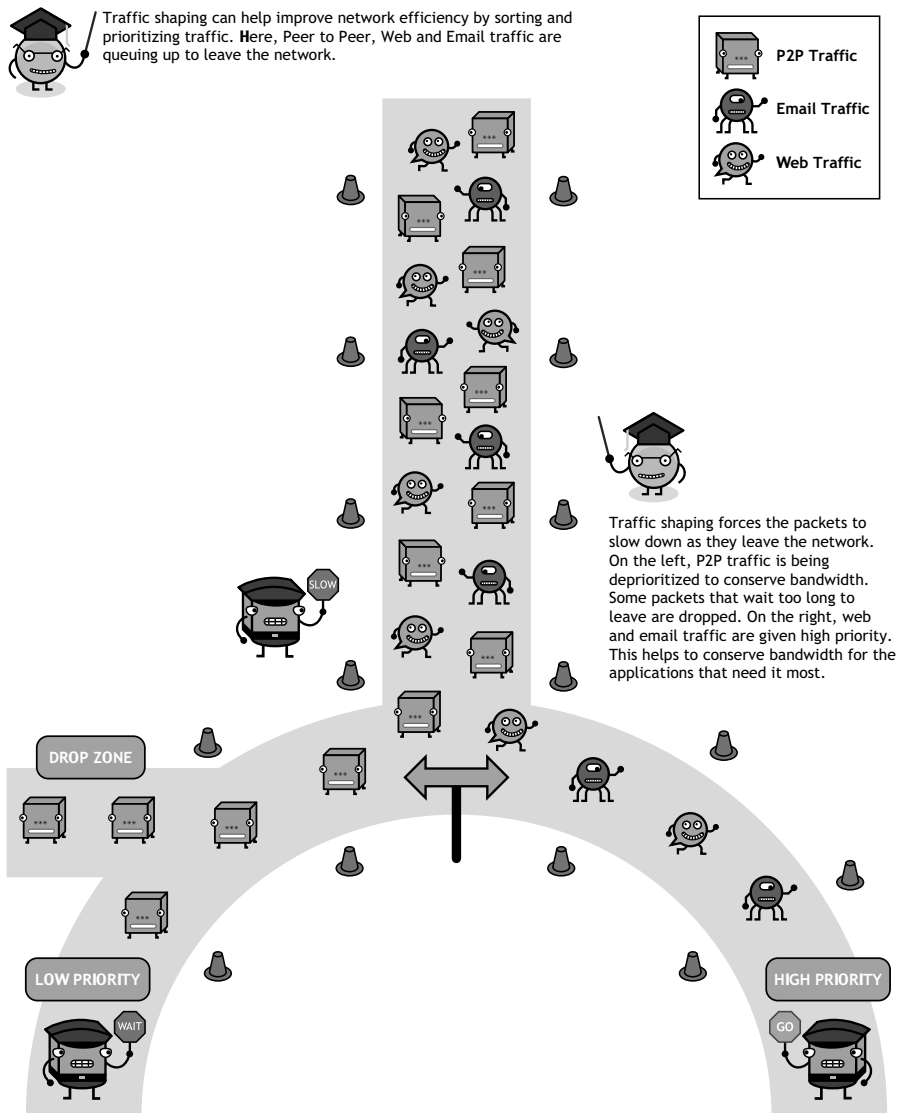 Traffic shaping can help improve network efficiency by sorting and
prioritizing traffic. Here, Peer to Peer, Web and Email traffic are
queuing up to leave the network.
P2P Traffic
Email Traffic
Web Traffic
Traffic shaping forces the packets to
slow down as they leave the network.
On the left, P2P traffic is being
deprioritized to conserve bandwidth.
Some packets that wait too long to
leave are dropped. On the right, web
and email traffic are given high priority.
This helps to conserve bandwidth for the
applications that need it most.
SLOW
DROP ZONE
LOW PRIORITY
HIGH PRIORITY
WAIT
GO